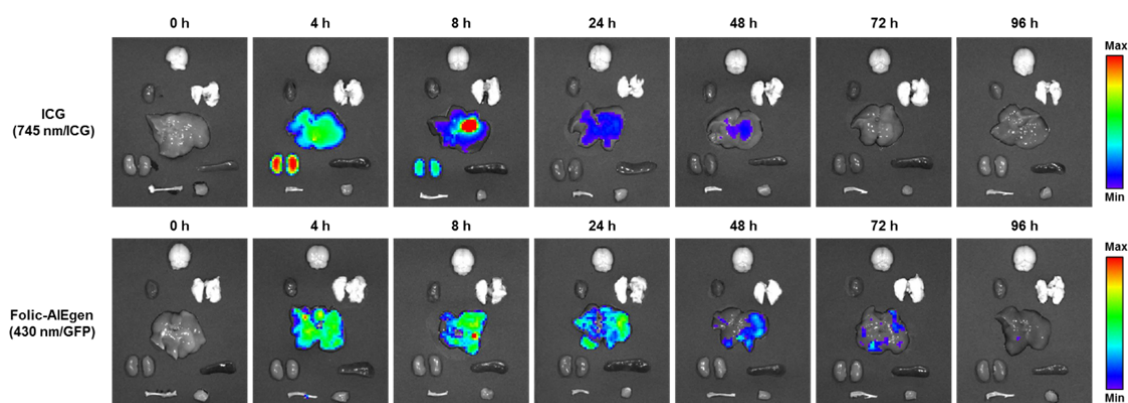 0 h 4 h 8 h 24 h 48 h 72 h 96 h
Max
ICG
(745 nm/ICG)
Min
0 h 4 h 8 h 24 h 48 h 72 h 96 h
Max
Folic-AIEgen
(430 nm/GFP)
Min